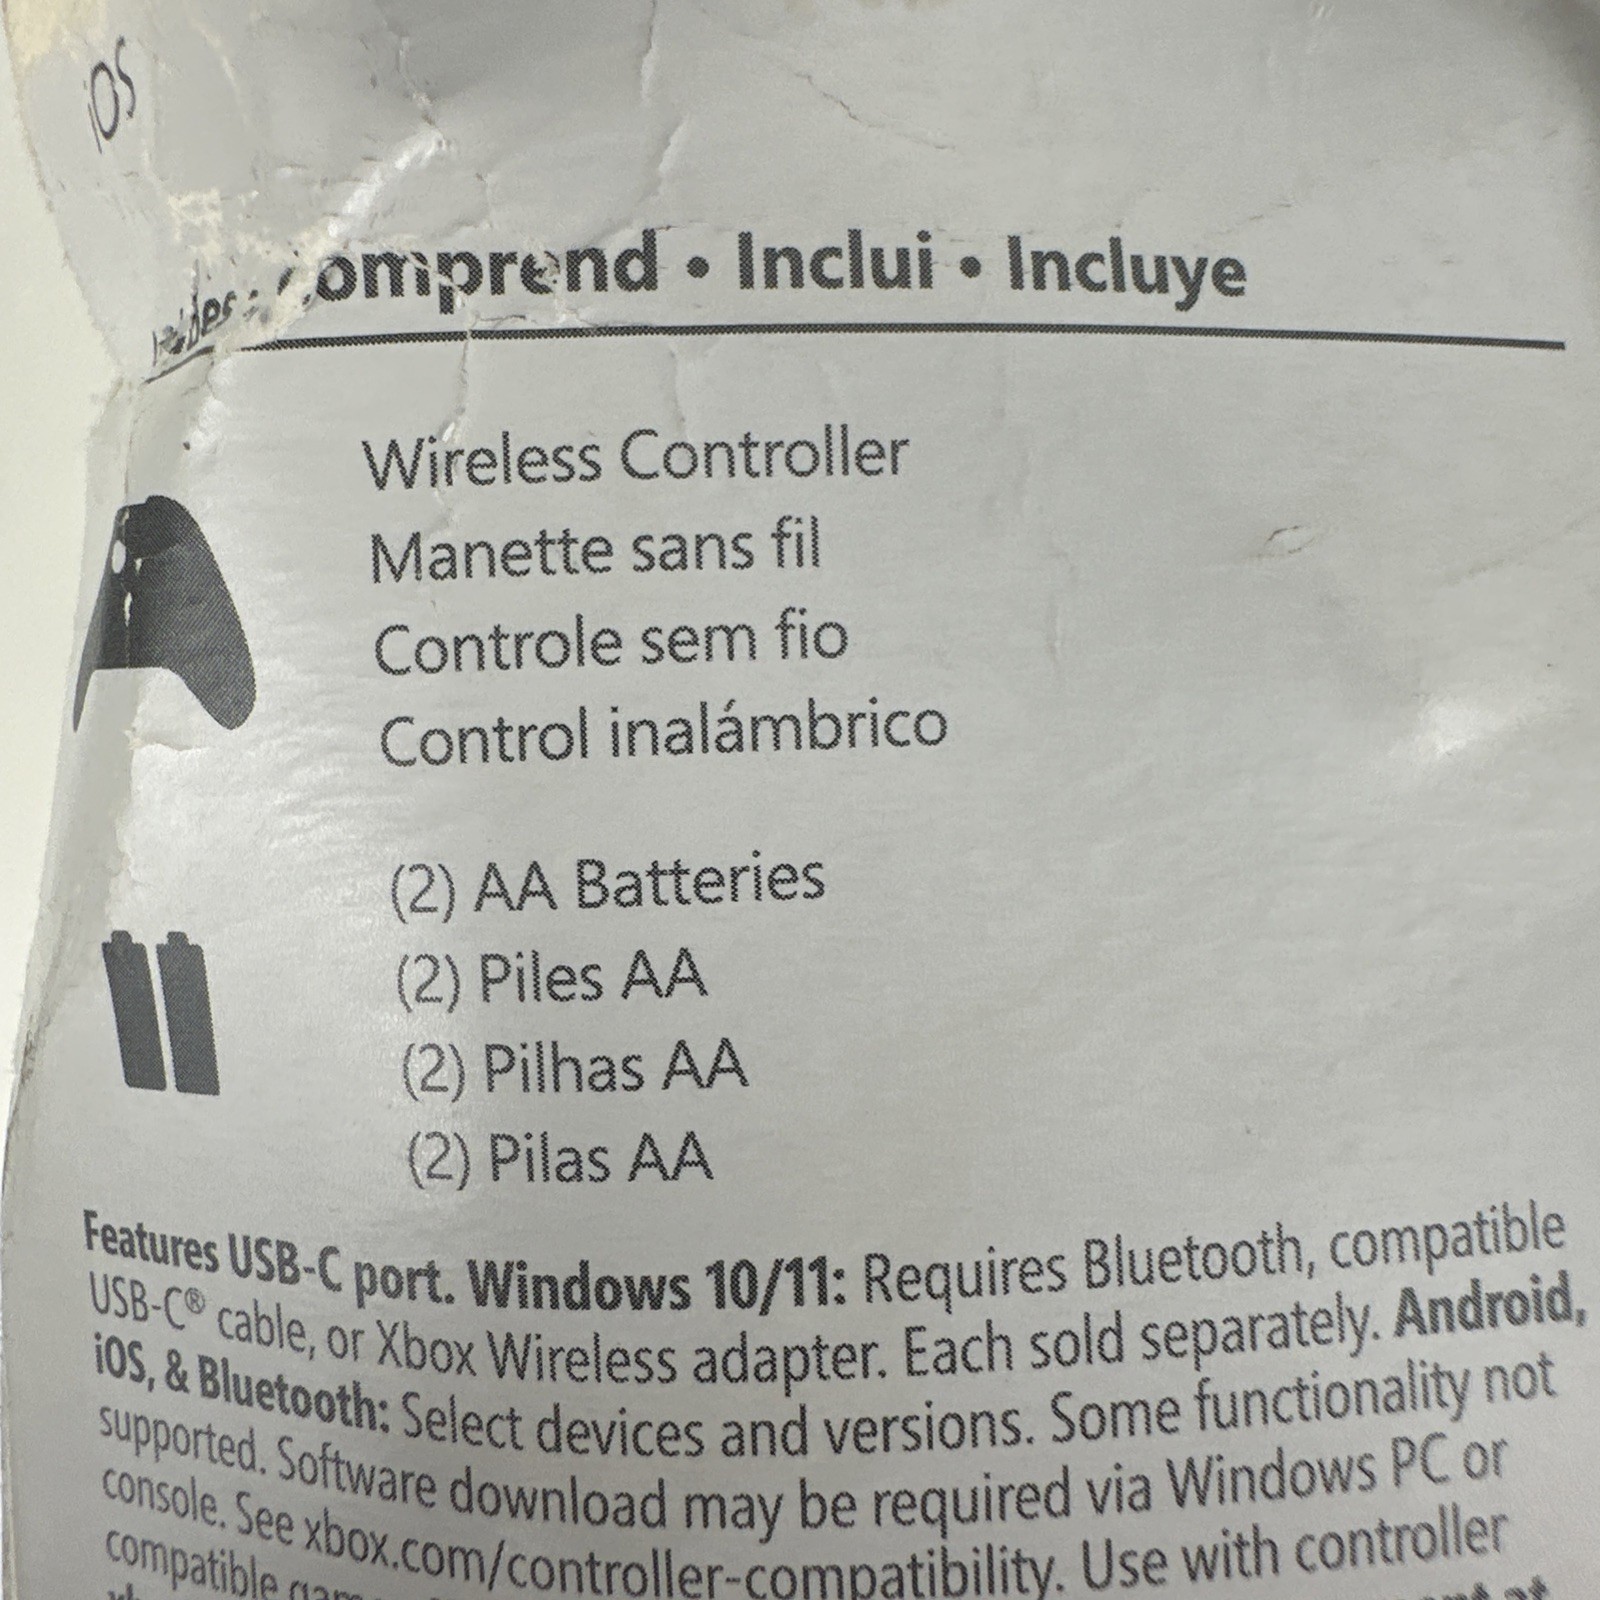 iOS
Comprend • Inclui • Incluye
Wireless Controller
Manette sans fil
Controle sem fio
Control inalámbrico
(2) AA Batteries
(2) Piles AA
(2) Pilhas AA
(2) Pilas AA
Features USB-C port. Windows 10/11: Requires Bluetooth, compatible
USB-C® cable, or Xbox Wireless adapter. Each sold separately. Android,
iOS, & Bluetooth: Select devices and versions. Some functionality not
supported. Software download may be required via Windows PC or
console. See xbox.com/controller-compatibility. Use with controller
compatible